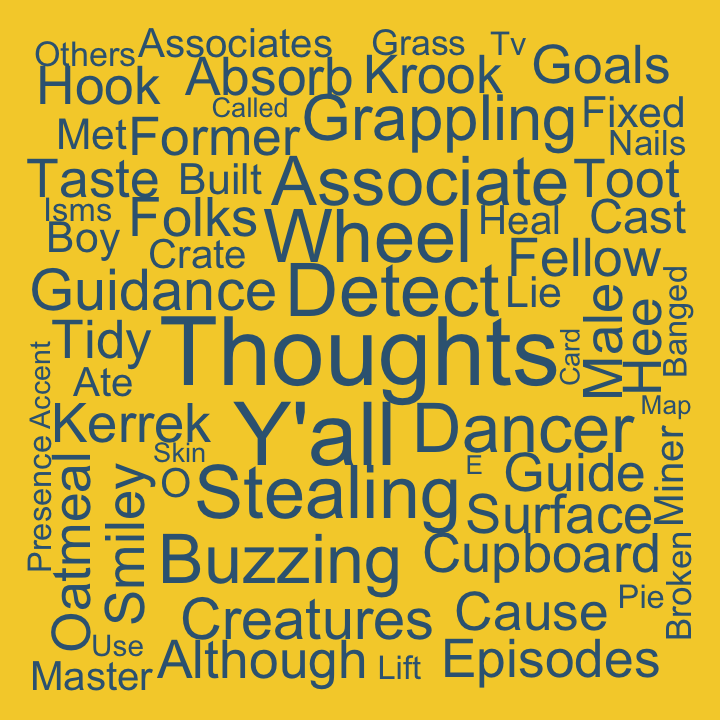 Others Associates Grass Tv Goals
Hook Absorb Krook
Called Grappling Fixed
Met Former Nails
Taste Built Associate Toot
Isms Folks Wheel Heal Cast
Boy Crate Fellow
Guidance Detect Lie Banged
Tidy Thoughts Card Male Hee
Accent Ate Map
Kerrek Y'all Dancer
Presence Skin E Miner
Oatmeal Smiley O Stealing Guide
Surface
Buzzing Cupboard Broken
Creatures Cause Pie
Use Although Lift Episodes
Master